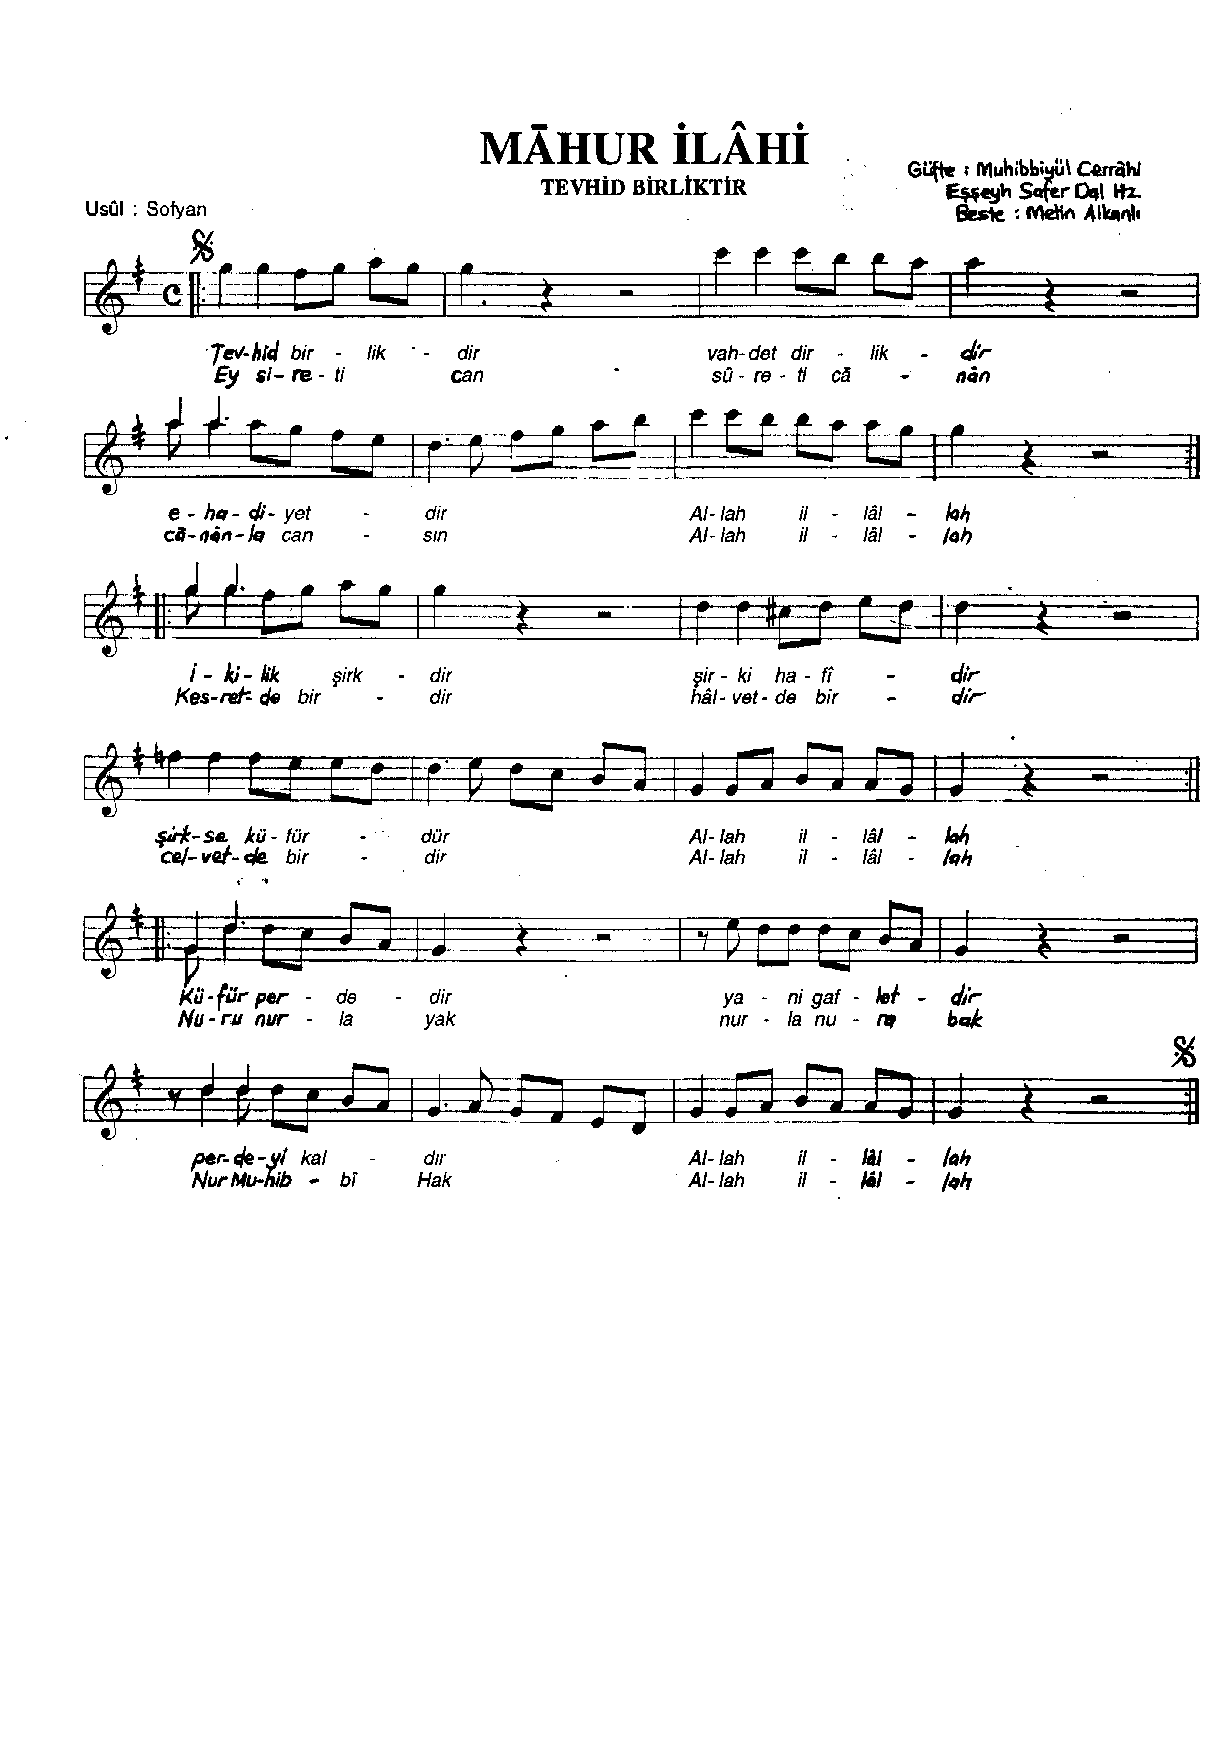 MĀHUR İLÂHİ
TEVHİD BİRLİKTİR
Güfte : Muhibbiyül Cerrâhi
Eşşeyh Safer Dal Hz.
Usûl : Sofyan
Beste : Metin Alkanlı
Tev-hid bir - lik - dir vah-det dir - lik - dir
Ey si-re-ti can sû-re-ti cā - nân
e-ha-di-yet - dir Al-lah il - lâl - lah
cā-nân-la can - sın Al-lah il - lâl - lah
i-ki-lik şirk - dir şir-ki ha-fî - dir
Kes-ret-de bir - dir hâl-vet-de bir - dir
şirk-se kü-für - dür Al-lah il - lâl - lah
cel-vet-de bir - dir Al-lah il - lâl - lah
Kü-für per - de - dir ya - ni gaf - let - dir
Nu-ru nur - la yak nur - la nu - ra bak
per-de-yi kal - dır Al-lah il - lâl - lah
Nur Mu-hib - bî Hak Al-lah il - lâl - lah